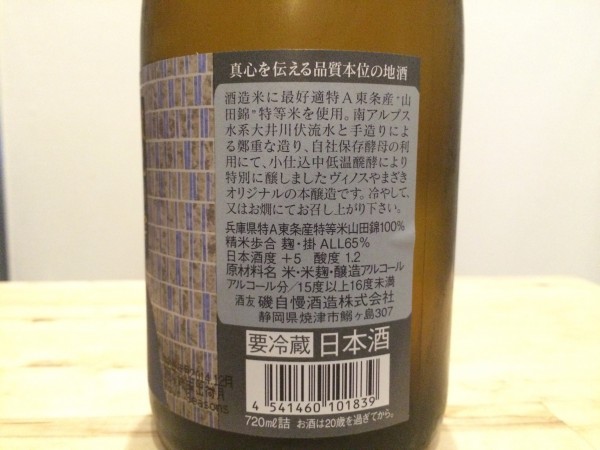 真心を伝える品質本位の地酒
酒造米に最好適特A東条産"山
田錦"特等米を使用。南アルプス
水系大井川伏流水と手造りによ
る鄭重な造り、自社保存酵母の利
用にて、小仕込中低温醗酵により
特別に醸しましたヴィノスやまざき
オリジナルの本醸造です。冷やして、
又はお燗にてお召し上がり下さい。
兵庫県特A東条産特等米山田錦100%
精米歩合 麹・掛 ALL65%
日本酒度 +5 酸度 1.2
原材料名 米・米麹・醸造アルコール
アルコール分/15度以上16度未満
酒友 磯自慢酒造株式会社
静岡県焼津市鰯ヶ島307
要冷蔵 日本酒
4 541460 101839
720ml詰 お酒は20歳を過ぎてから。